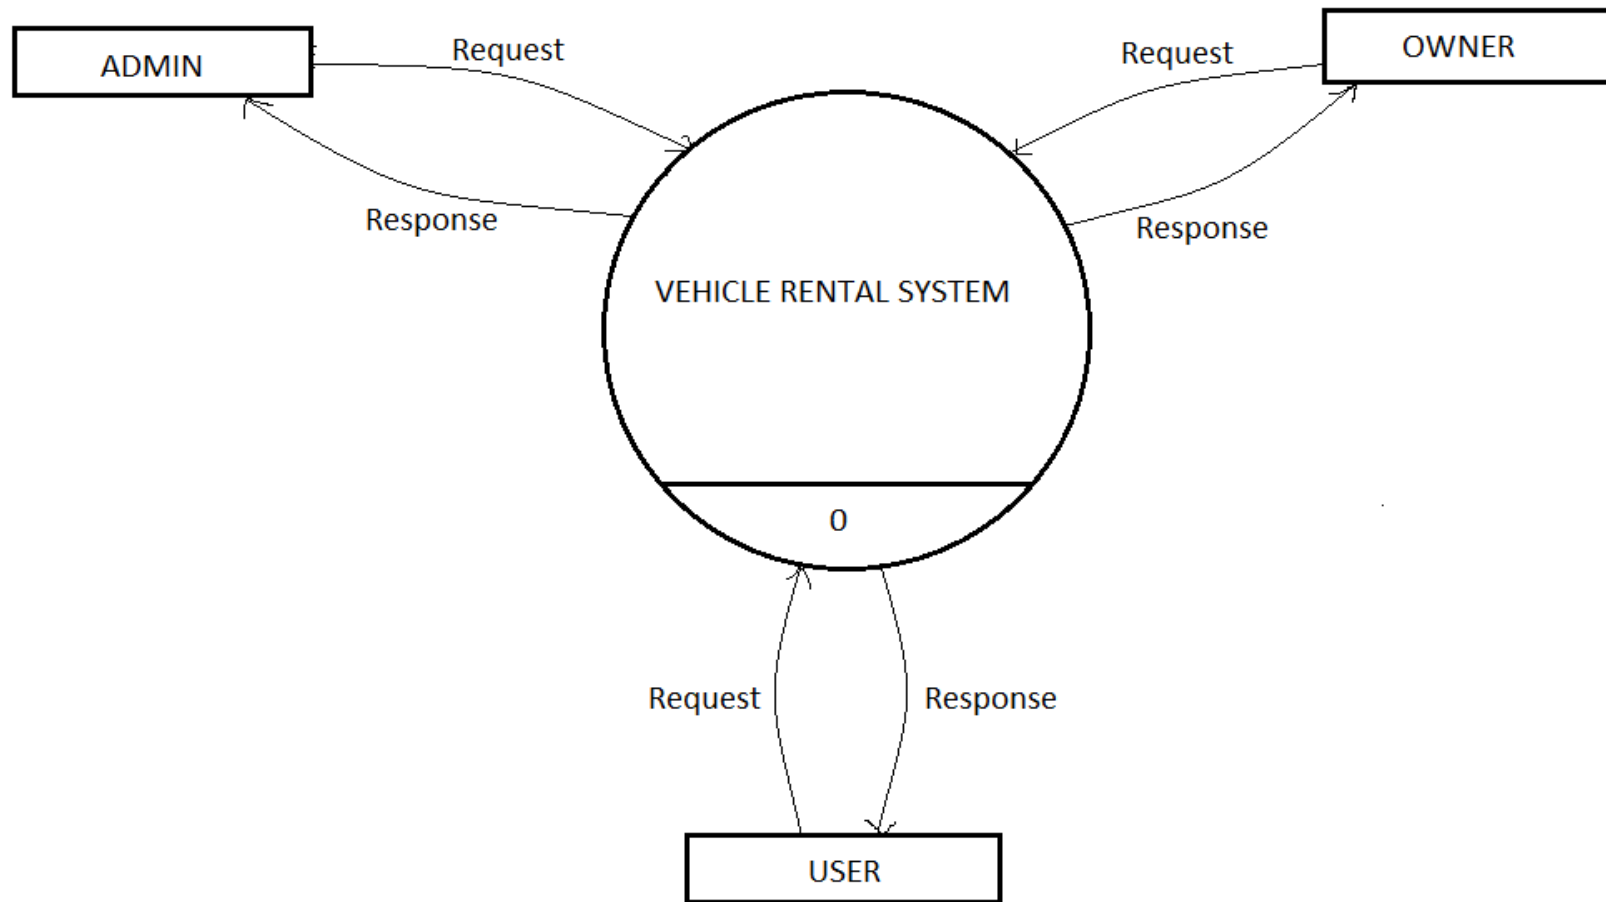 ADMIN
Request
Request
OWNER
Response
Response
VEHICLE RENTAL SYSTEM
0
Request
Response
USER